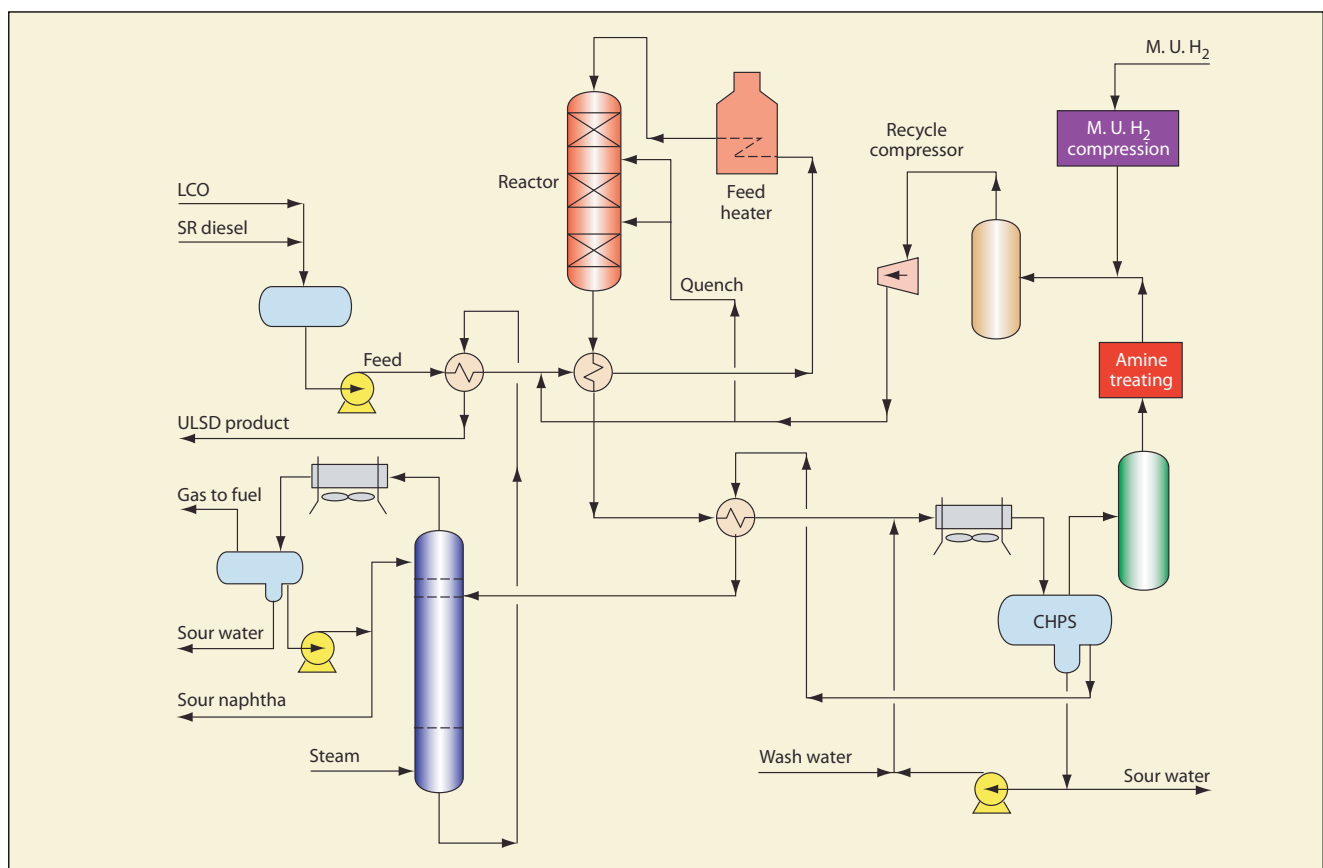 M. U. H2
M. U. H2
compression
Recycle
compressor
Reactor
Feed
heater
LCO
SR diesel
Quench
Feed
Amine
treating
ULSD product
Gas to fuel
CHPS
Sour water
Sour naphtha
Steam
Wash water
Sour water